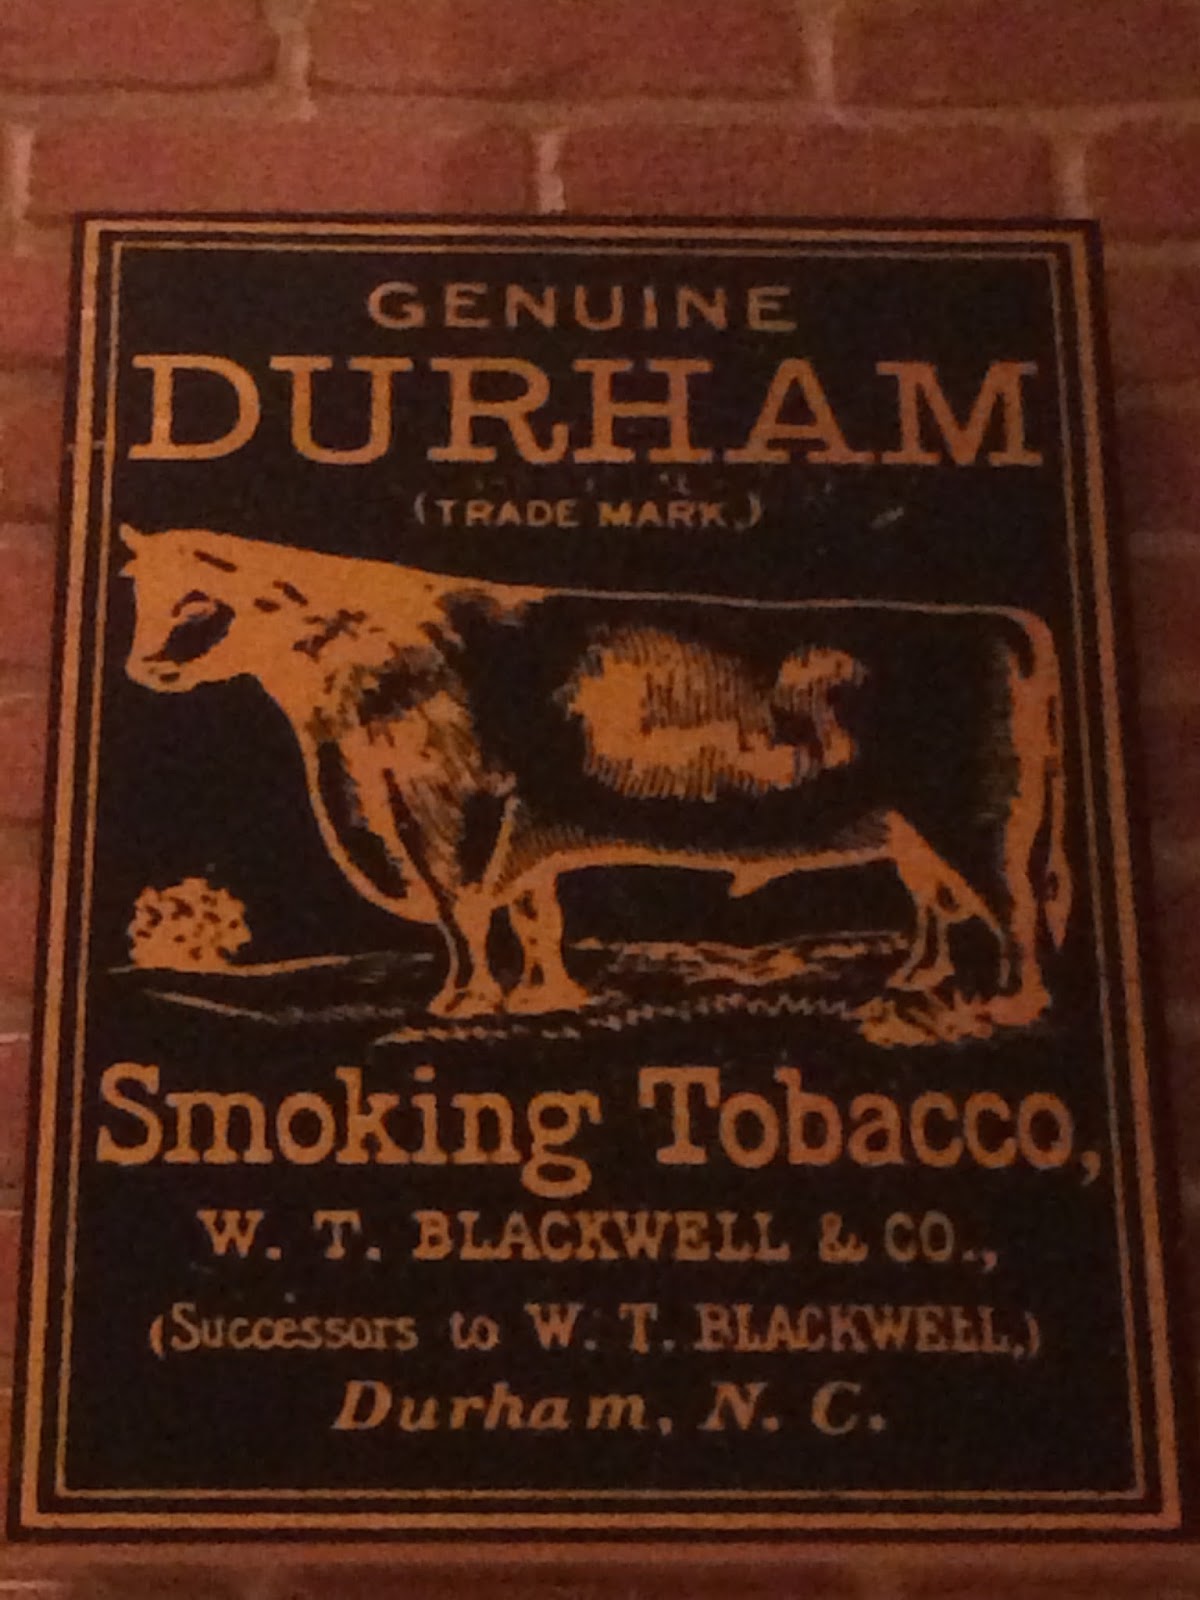 GENUINE
DURHAM
(TRADE MARK.)
Smoking Tobacco,
W. T. BLACKWELL & CO.,
(Successors to W. T. BLACKWELL,)
Durham, N. C.